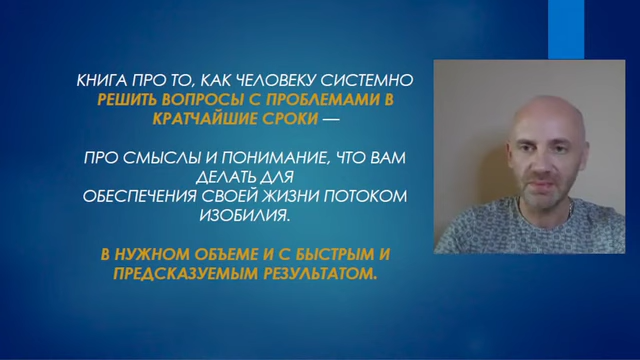 КНИГА ПРО ТО, КАК ЧЕЛОВЕКУ СИСТЕМНО
РЕШИТЬ ВОПРОСЫ С ПРОБЛЕМАМИ В
КРАТЧАЙШИЕ СРОКИ —
ПРО СМЫСЛЫ И ПОНИМАНИЕ, ЧТО ВАМ
ДЕЛАТЬ ДЛЯ
ОБЕСПЕЧЕНИЯ СВОЕЙ ЖИЗНИ ПОТОКОМ
ИЗОБИЛИЯ.
В НУЖНОМ ОБЪЕМЕ И С БЫСТРЫМ И
ПРЕДСКАЗУЕМЫМ РЕЗУЛЬТАТОМ.